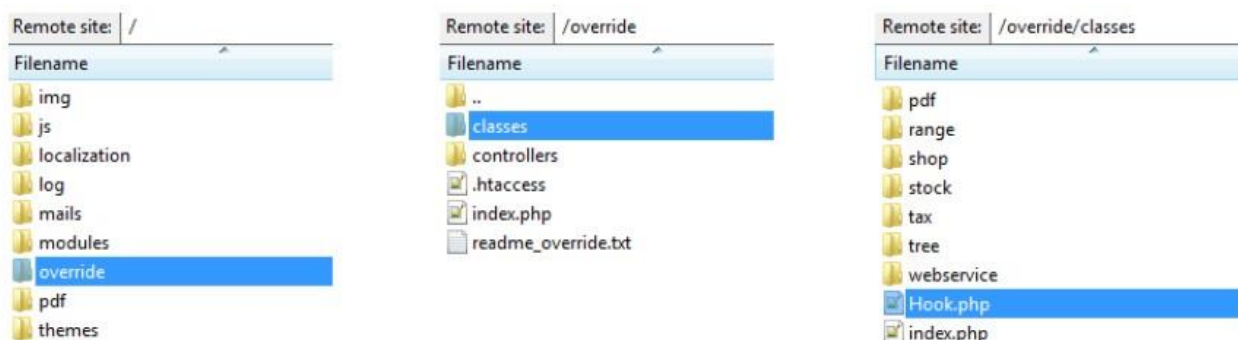 Remote site: /
Filename
img
js
localization
log
mails
modules
override
pdf
themes
Remote site: /override
Filename
..
classes
controllers
.htaccess
index.php
readme_override.txt
Remote site: /override/classes
Filename
pdf
range
shop
stock
tax
tree
webservice
Hook.php
index.php